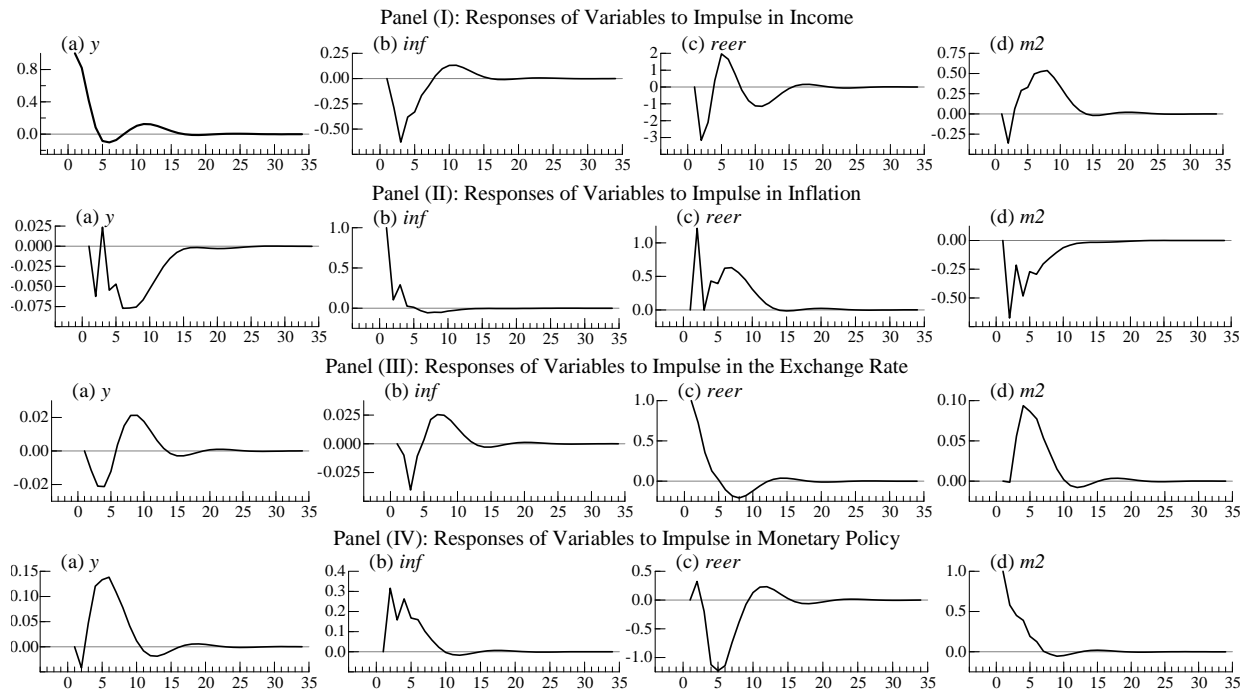 Panel (I): Responses of Variables to Impulse in Income
(a) y
0.8
0.4
0.0
0 5 10 15 20 25 30 35
(b) inf
0.25
0.00
-0.50
0 5 10 15 20 25 30 35
(c) reer
2
1
0
-1
-2
-3
0 5 10 15 20 25 30 35
(d) m2
0.75
0.50
0.25
0.00
-0.25
0 5 10 15 20 25 30 35
Panel (II): Responses of Variables to Impulse in Inflation
(a) y
0.025
0.000
-0.025
-0.050
-0.075
0 5 10 15 20 25 30 35
(b) inf
1.0
0.5
0.0
0 5 10 15 20 25 30 35
(c) reer
1.0
0.5
0.0
0 5 10 15 20 25 30 35
(d) m2
0.00
-0.25
-0.50
0 5 10 15 20 25 30 35
Panel (III): Responses of Variables to Impulse in the Exchange Rate
(a) y
0.02
0.00
-0.02
0 5 10 15 20 25 30 35
(b) inf
0.025
0.000
-0.025
0 5 10 15 20 25 30 35
(c) reer
1.0
0.5
0.0
0 5 10 15 20 25 30 35
(d) m2
0.10
0.05
0.00
0 5 10 15 20 25 30 35
Panel (IV): Responses of Variables to Impulse in Monetary Policy
(a) y
0.15
0.10
0.05
0.00
0 5 10 15 20 25 30 35
(b) inf
0.4
0.3
0.2
0.1
0.0
0 5 10 15 20 25 30 35
(c) reer
0.5
0.0
-0.5
-1.0
0 5 10 15 20 25 30 35
(d) m2
1.0
0.5
0.0
0 5 10 15 20 25 30 35